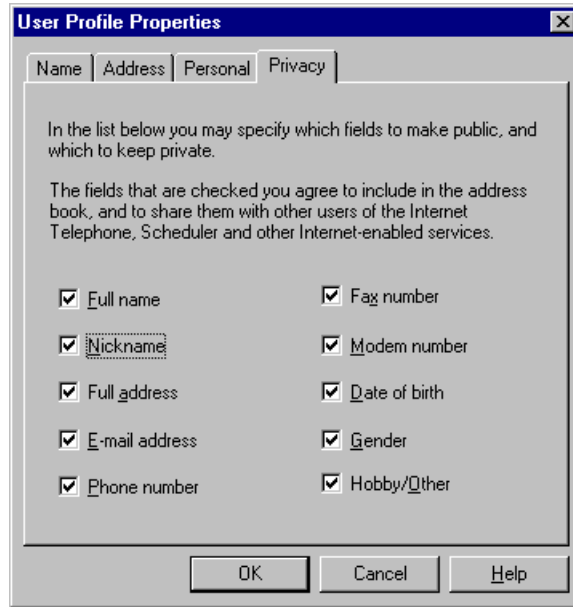 User Profile Properties
Name Address Personal Privacy
In the list below you may specify which fields to make public, and
which to keep private.
The fields that are checked you agree to include in the address
book, and to share them with other users of the Internet
Telephone, Scheduler and other Internet-enabled services.
Full name
Nickname
Full address
E-mail address
Phone number
Fax number
Modem number
Date of birth
Gender
Hobby/Other
OK Cancel Help